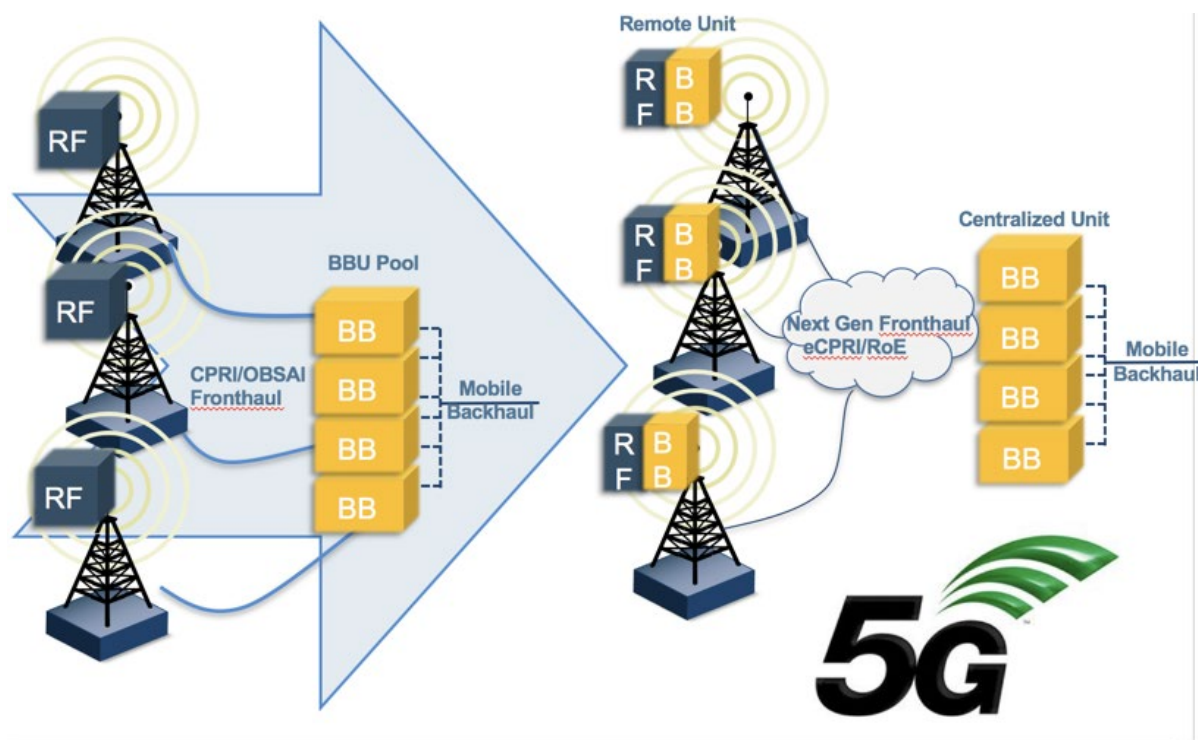 RF
RF
RF
CPRI/OBSAI
Fronthaul
BBU Pool
BB
BB
BB
BB
Mobile
Backhaul
Remote Unit
R
F
B
B
R
F
B
B
R
F
B
B
Next Gen Fronthaul
eCPRI/RoE
Centralized Unit
BB
BB
BB
BB
Mobile
Backhaul
5G
™